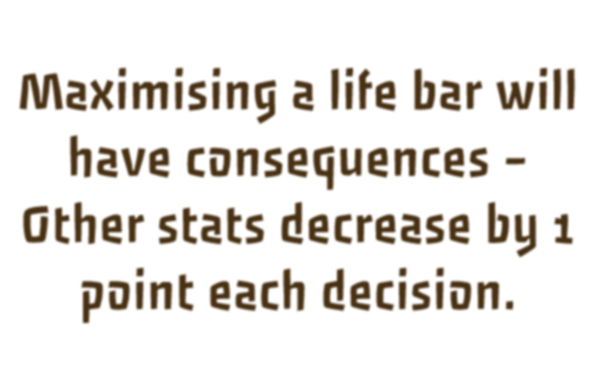 Maximising a life bar will
have consequences -
Other stats decrease by 1
point each decision.